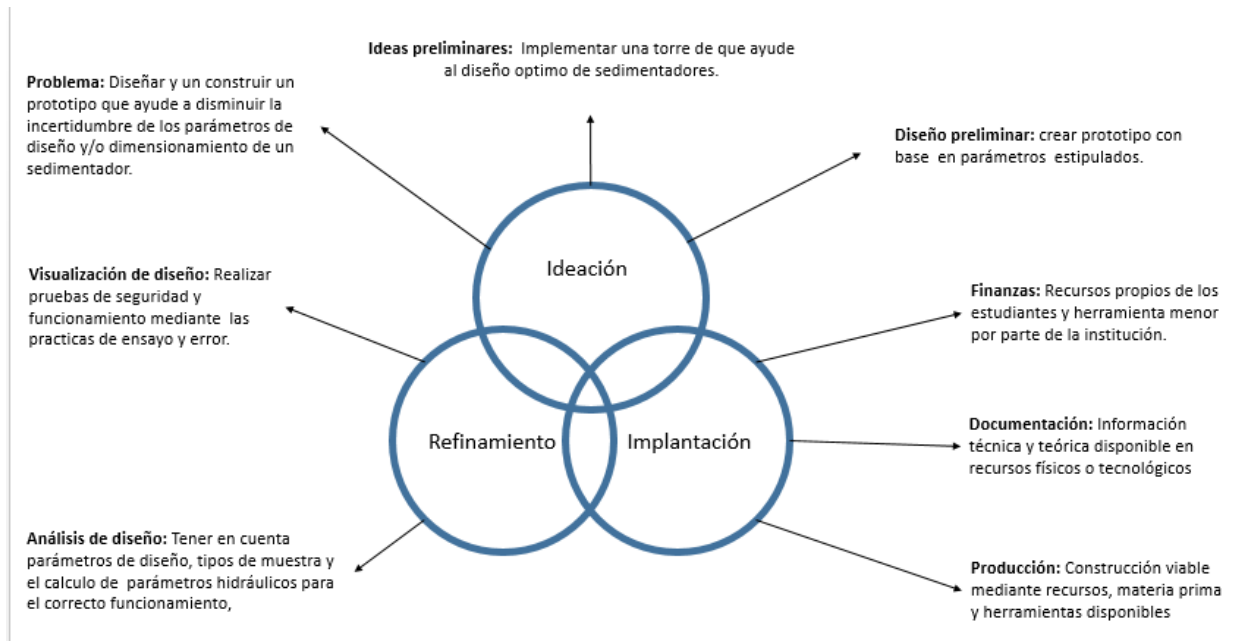 Ideas preliminares: Implementar una torre de que ayude
al diseño optimo de sedimentadores.
Problema: Diseñar y un construir un
prototipo que ayude a disminuir la
incertidumbre de los parámetros de
diseño y/o dimensionamiento de un
sedimentador.
Diseño preliminar: crear prototipo con
base en parámetros estipulados.
Ideación
Visualización de diseño: Realizar
pruebas de seguridad y
funcionamiento mediante las
practicas de ensayo y error.
Finanzas: Recursos propios de los
estudiantes y herramienta menor
por parte de la institución.
Refinamiento
Implantación
Documentación: Información
técnica y teórica disponible en
recursos físicos o tecnológicos
Análisis de diseño: Tener en cuenta
parámetros de diseño, tipos de muestra y
el calculo de parámetros hidráulicos para
el correcto funcionamiento,
Producción: Construcción viable
mediante recursos, materia prima
y herramientas disponibles